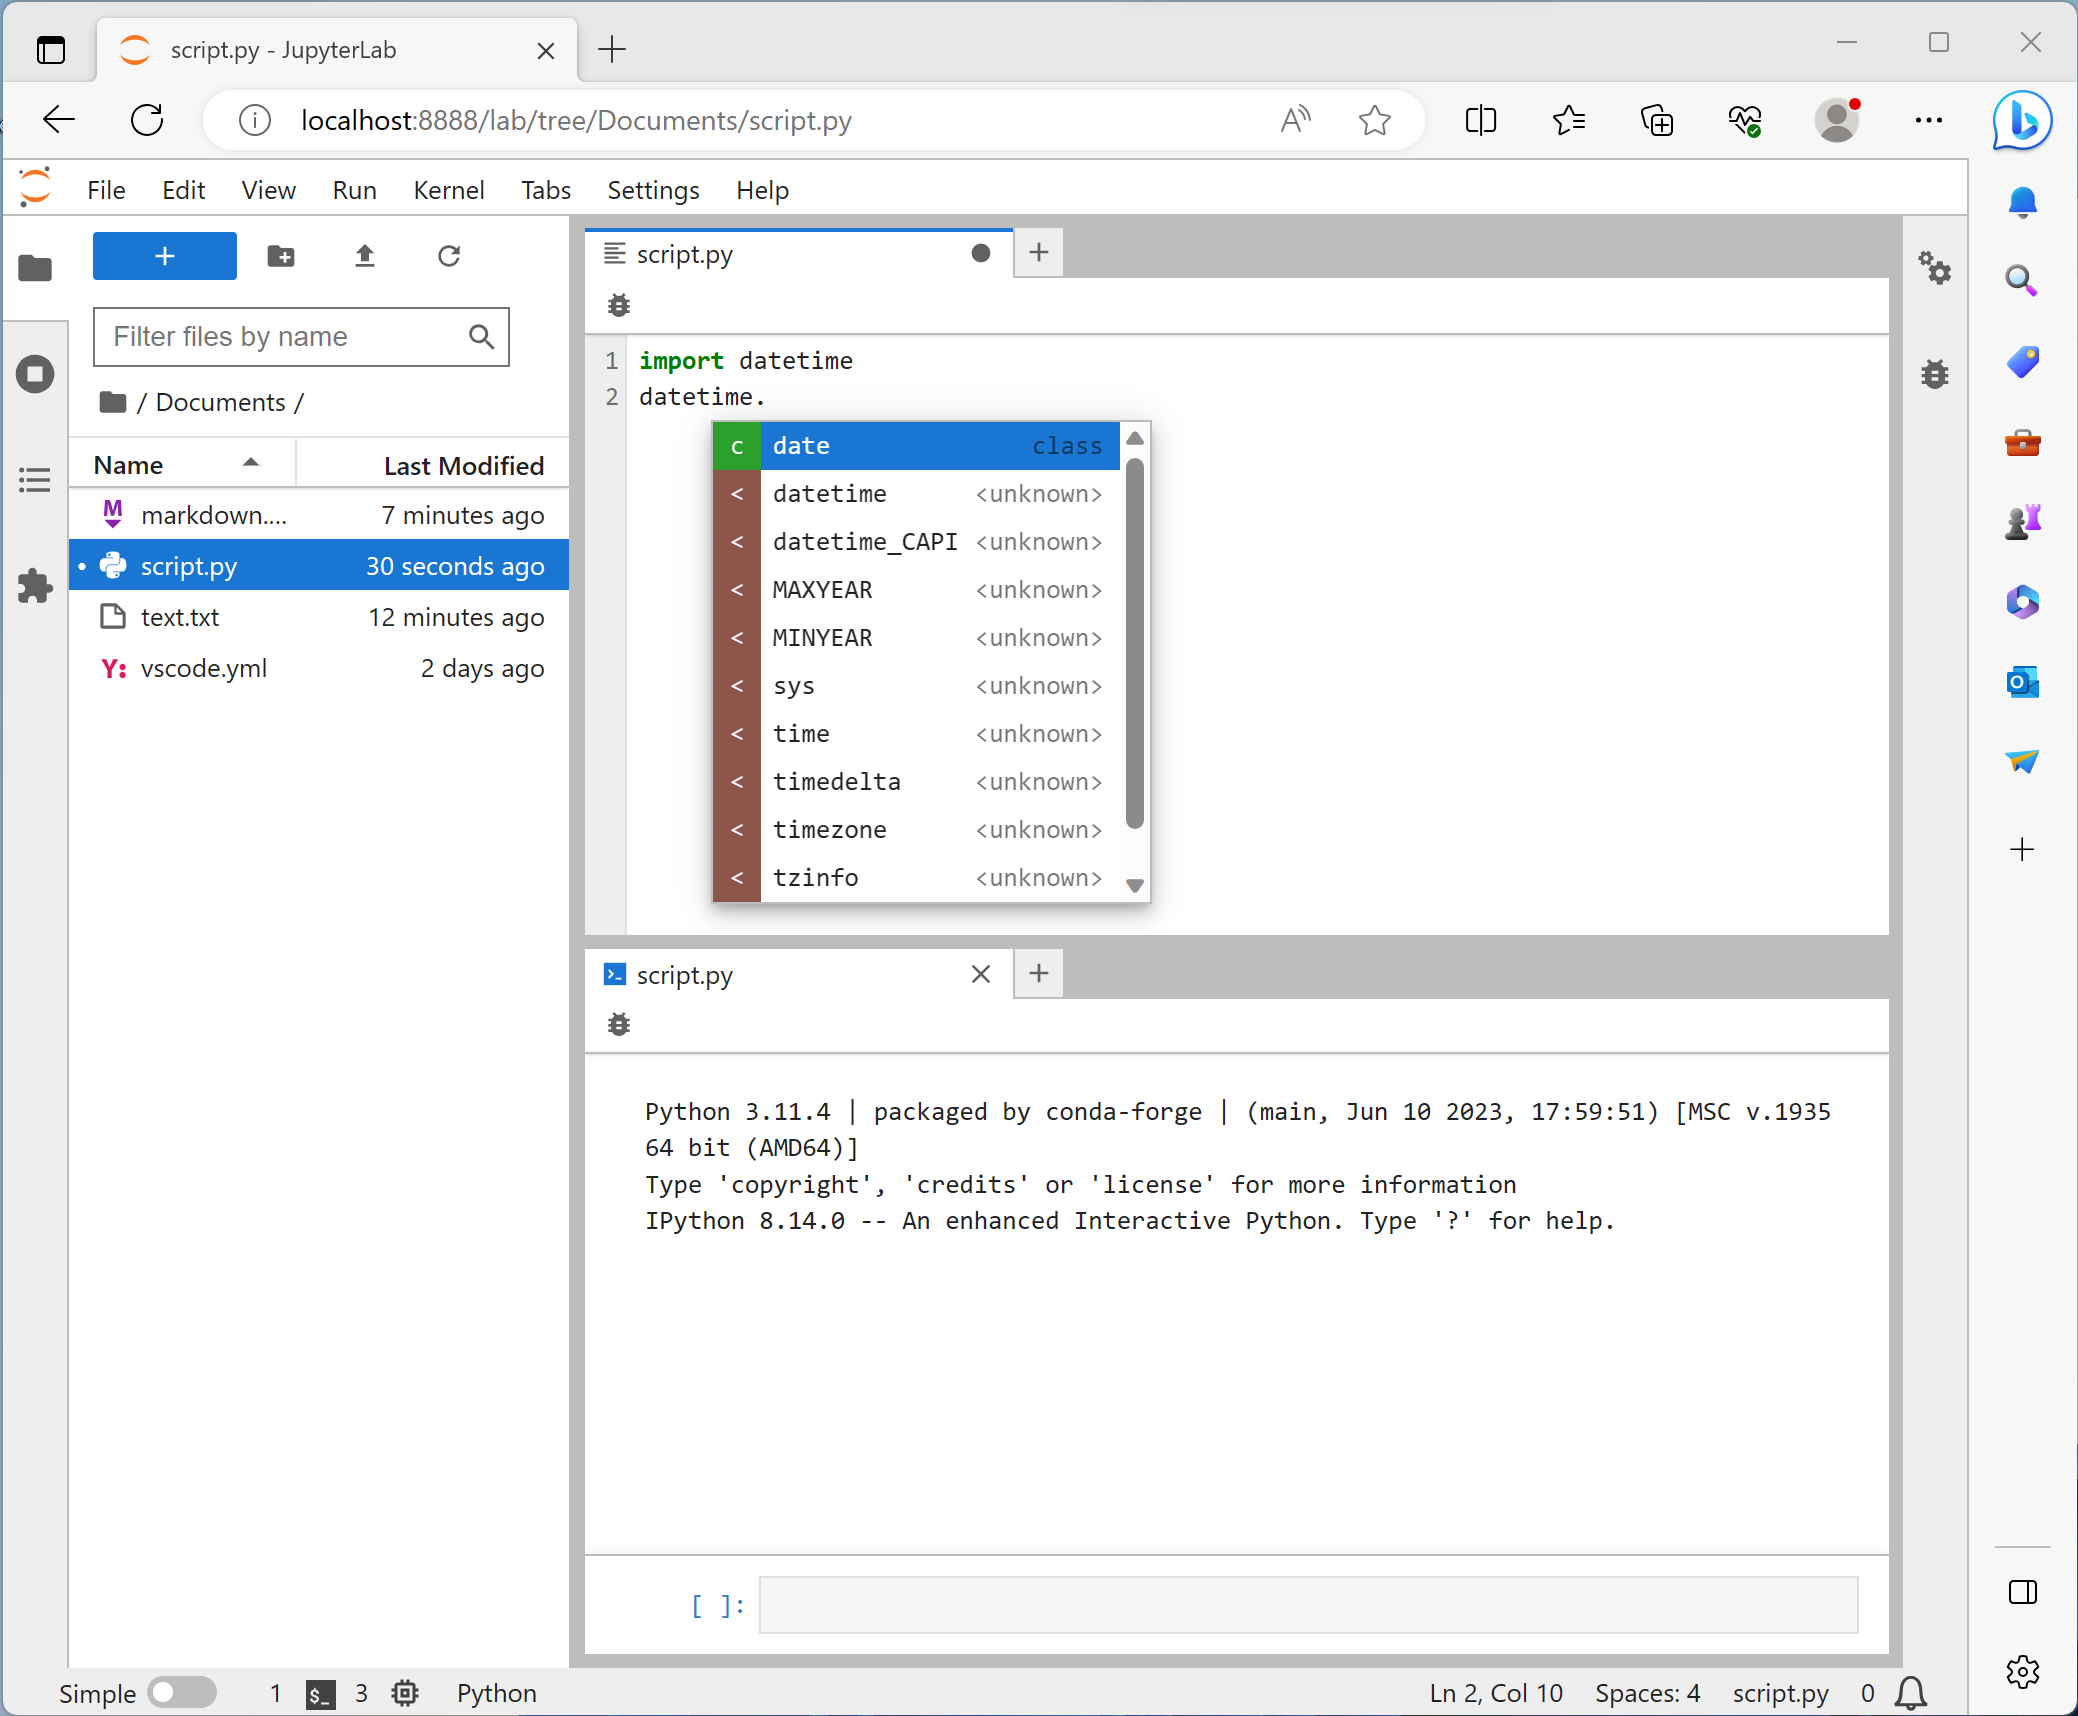 script.py - JupyterLab
localhost:8888/lab/tree/Documents/script.py
File Edit View Run Kernel Tabs Settings Help
Filter files by name
/ Documents /
Name Last Modified
markdown.... 7 minutes ago
script.py 30 seconds ago
text.txt 12 minutes ago
Y: vscode.yml 2 days ago
script.py
1 import datetime
2 datetime.
c date class
< datetime <unknown>
< datetime_CAPI <unknown>
< MAXYEAR <unknown>
< MINYEAR <unknown>
< sys <unknown>
< time <unknown>
< timedelta <unknown>
< timezone <unknown>
< tzinfo <unknown>
script.py
Python 3.11.4 | packaged by conda-forge | (main, Jun 10 2023, 17:59:51) [MSC v.1935
64 bit (AMD64)]
Type 'copyright', 'credits' or 'license' for more information
IPython 8.14.0 -- An enhanced Interactive Python. Type '?' for help.
[ ]:
Simple 1 $_ 3 Python Ln 2, Col 10 Spaces: 4 script.py 0